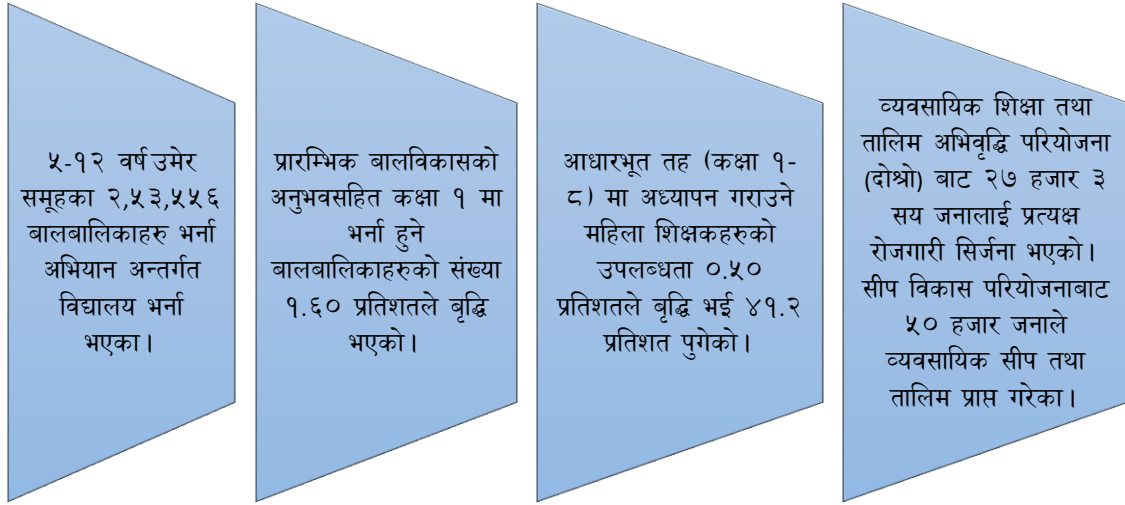 ५-१२ वर्ष उमेर
समूहका २,५३,५५६
बालबालिकाहरु भर्ना
अभियान अन्तर्गत
विद्यालय भर्ना
भएका।
प्रारम्भिक बालविकासको
अनुभवसहित कक्षा १ मा
भर्ना हुने
बालबालिकाहरुको संख्या
१.६० प्रतिशतले बृद्धि
भएको।
आधारभूत तह (कक्षा १-
८) मा अध्यापन गराउने
महिला शिक्षकहरुको
उपलब्धता ०.५०
प्रतिशतले बृद्धि भई ४१.२
प्रतिशत पुगेको।
व्यवसायिक शिक्षा तथा
तालिम अभिवृद्धि परियोजना
(दोश्रो) बाट २७ हजार ३
सय जनालाई प्रत्यक्ष
रोजगारी सिर्जना भएको।
सीप विकास परियोजनाबाट
५० हजार जनाले
व्यवसायिक सीप तथा
तालिम प्राप्त गरेका।